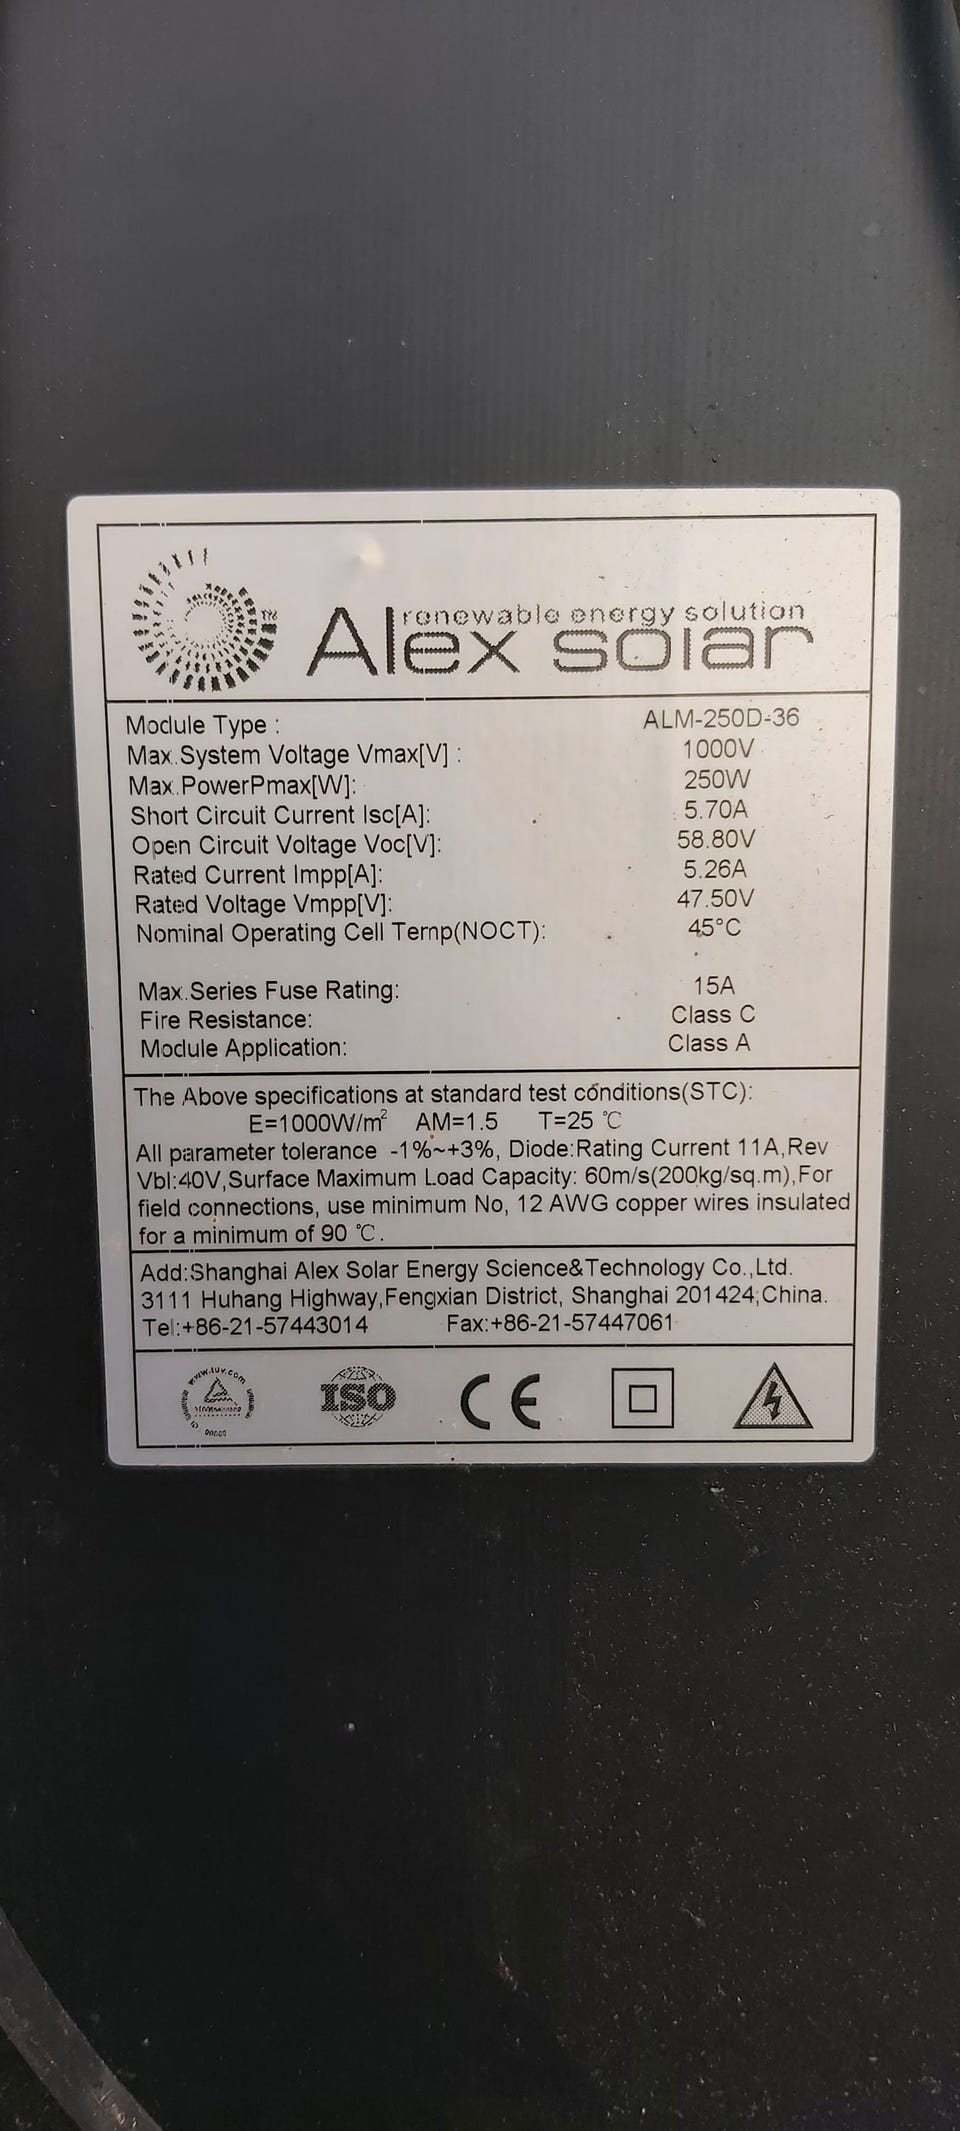 renewable energy solution
Alex solar
TM
Module Type : ALM-250D-36
Max.System Voltage Vmax[V] : 1000V
Max.PowerPmax[W]: 250W
Short Circuit Current Isc[A]: 5.70A
Open Circuit Voltage Voc[V]: 58.80V
Rated Current Impp[A]: 5.26A
Rated Voltage Vmpp[V]: 47.50V
Nominal Operating Cell Temp(NOCT): 45°C
Max.Series Fuse Rating: 15A
Fire Resistance: Class C
Module Application: Class A
The Above specifications at standard test conditions(STC):
E=1000W/m² AM=1.5 T=25 ℃
All parameter tolerance -1%~+3%, Diode:Rating Current 11A,Rev
Vbl:40V,Surface Maximum Load Capacity: 60m/s(200kg/sq.m),For
field connections, use minimum No, 12 AWG copper wires insulated
for a minimum of 90 ℃.
Add:Shanghai Alex Solar Energy Science&Technology Co.,Ltd.
3111 Huhang Highway,Fengxian District, Shanghai 201424,China.
Tel:+86-21-57443014 Fax:+86-21-57447061
www.tuv.com
ISO
CE